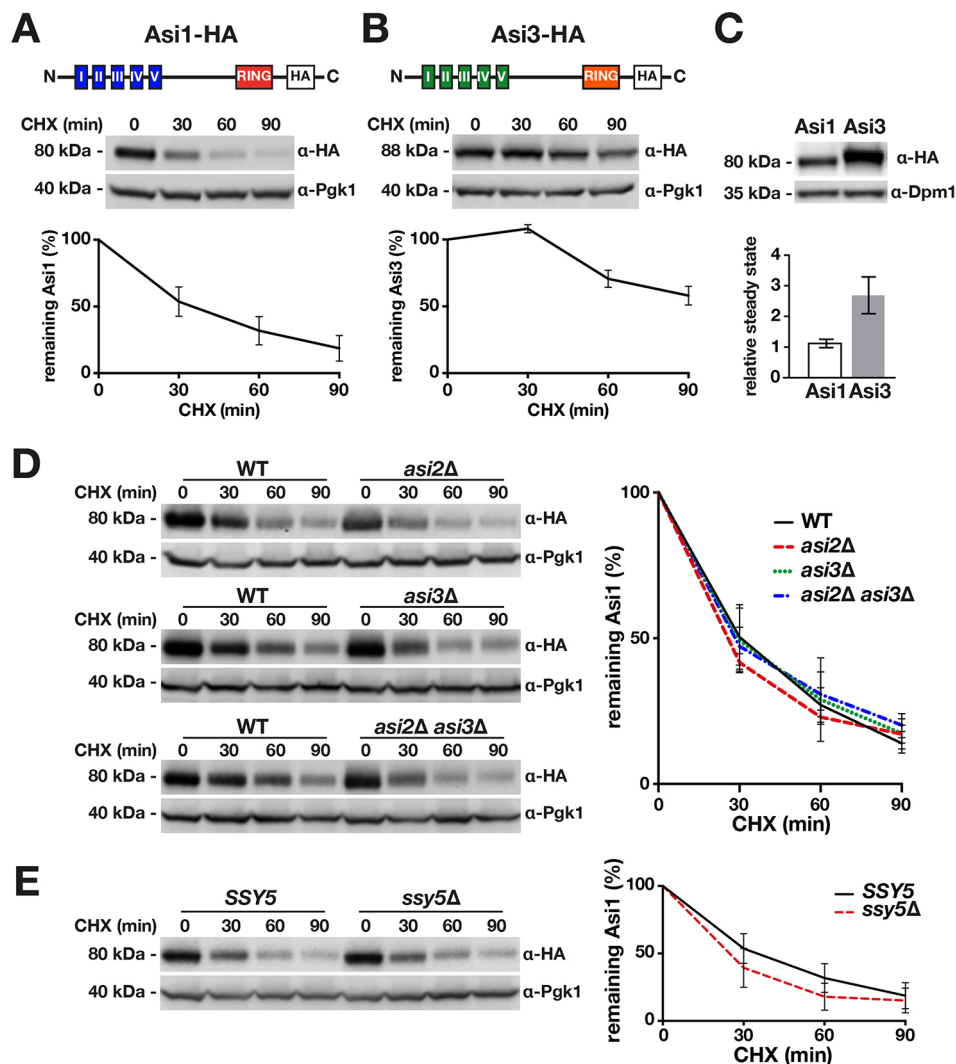 A
Asi1-HA
N I II III IV V RING HA C
CHX (min) 0 30 60 90
80 kDa - α-HA
40 kDa - α-Pgk1
remaining Asi1 (%)
100
50
0
0 30 60 90
CHX (min)
B
Asi3-HA
N I II III IV V RING HA C
CHX (min) 0 30 60 90
88 kDa - α-HA
40 kDa - α-Pgk1
remaining Asi3 (%)
100
50
0
0 30 60 90
CHX (min)
C
Asi1 Asi3
80 kDa - α-HA
35 kDa - α-Dpm1
relative steady state
4
3
2
1
0
Asi1 Asi3
D
WT asi2Δ
CHX (min) 0 30 60 90 0 30 60 90
80 kDa - α-HA
40 kDa - α-Pgk1
WT asi3Δ
CHX (min) 0 30 60 90 0 30 60 90
80 kDa - α-HA
40 kDa - α-Pgk1
WT asi2Δ asi3Δ
CHX (min) 0 30 60 90 0 30 60 90
80 kDa - α-HA
40 kDa - α-Pgk1
remaining Asi1 (%)
100
50
0
WT
asi2Δ
asi3Δ
asi2Δ asi3Δ
0 30 60 90
CHX (min)
E
SSY5 ssy5Δ
CHX (min) 0 30 60 90 0 30 60 90
80 kDa - α-HA
40 kDa - α-Pgk1
remaining Asi1 (%)
100
50
0
SSY5
ssy5Δ
0 30 60 90
CHX (min)